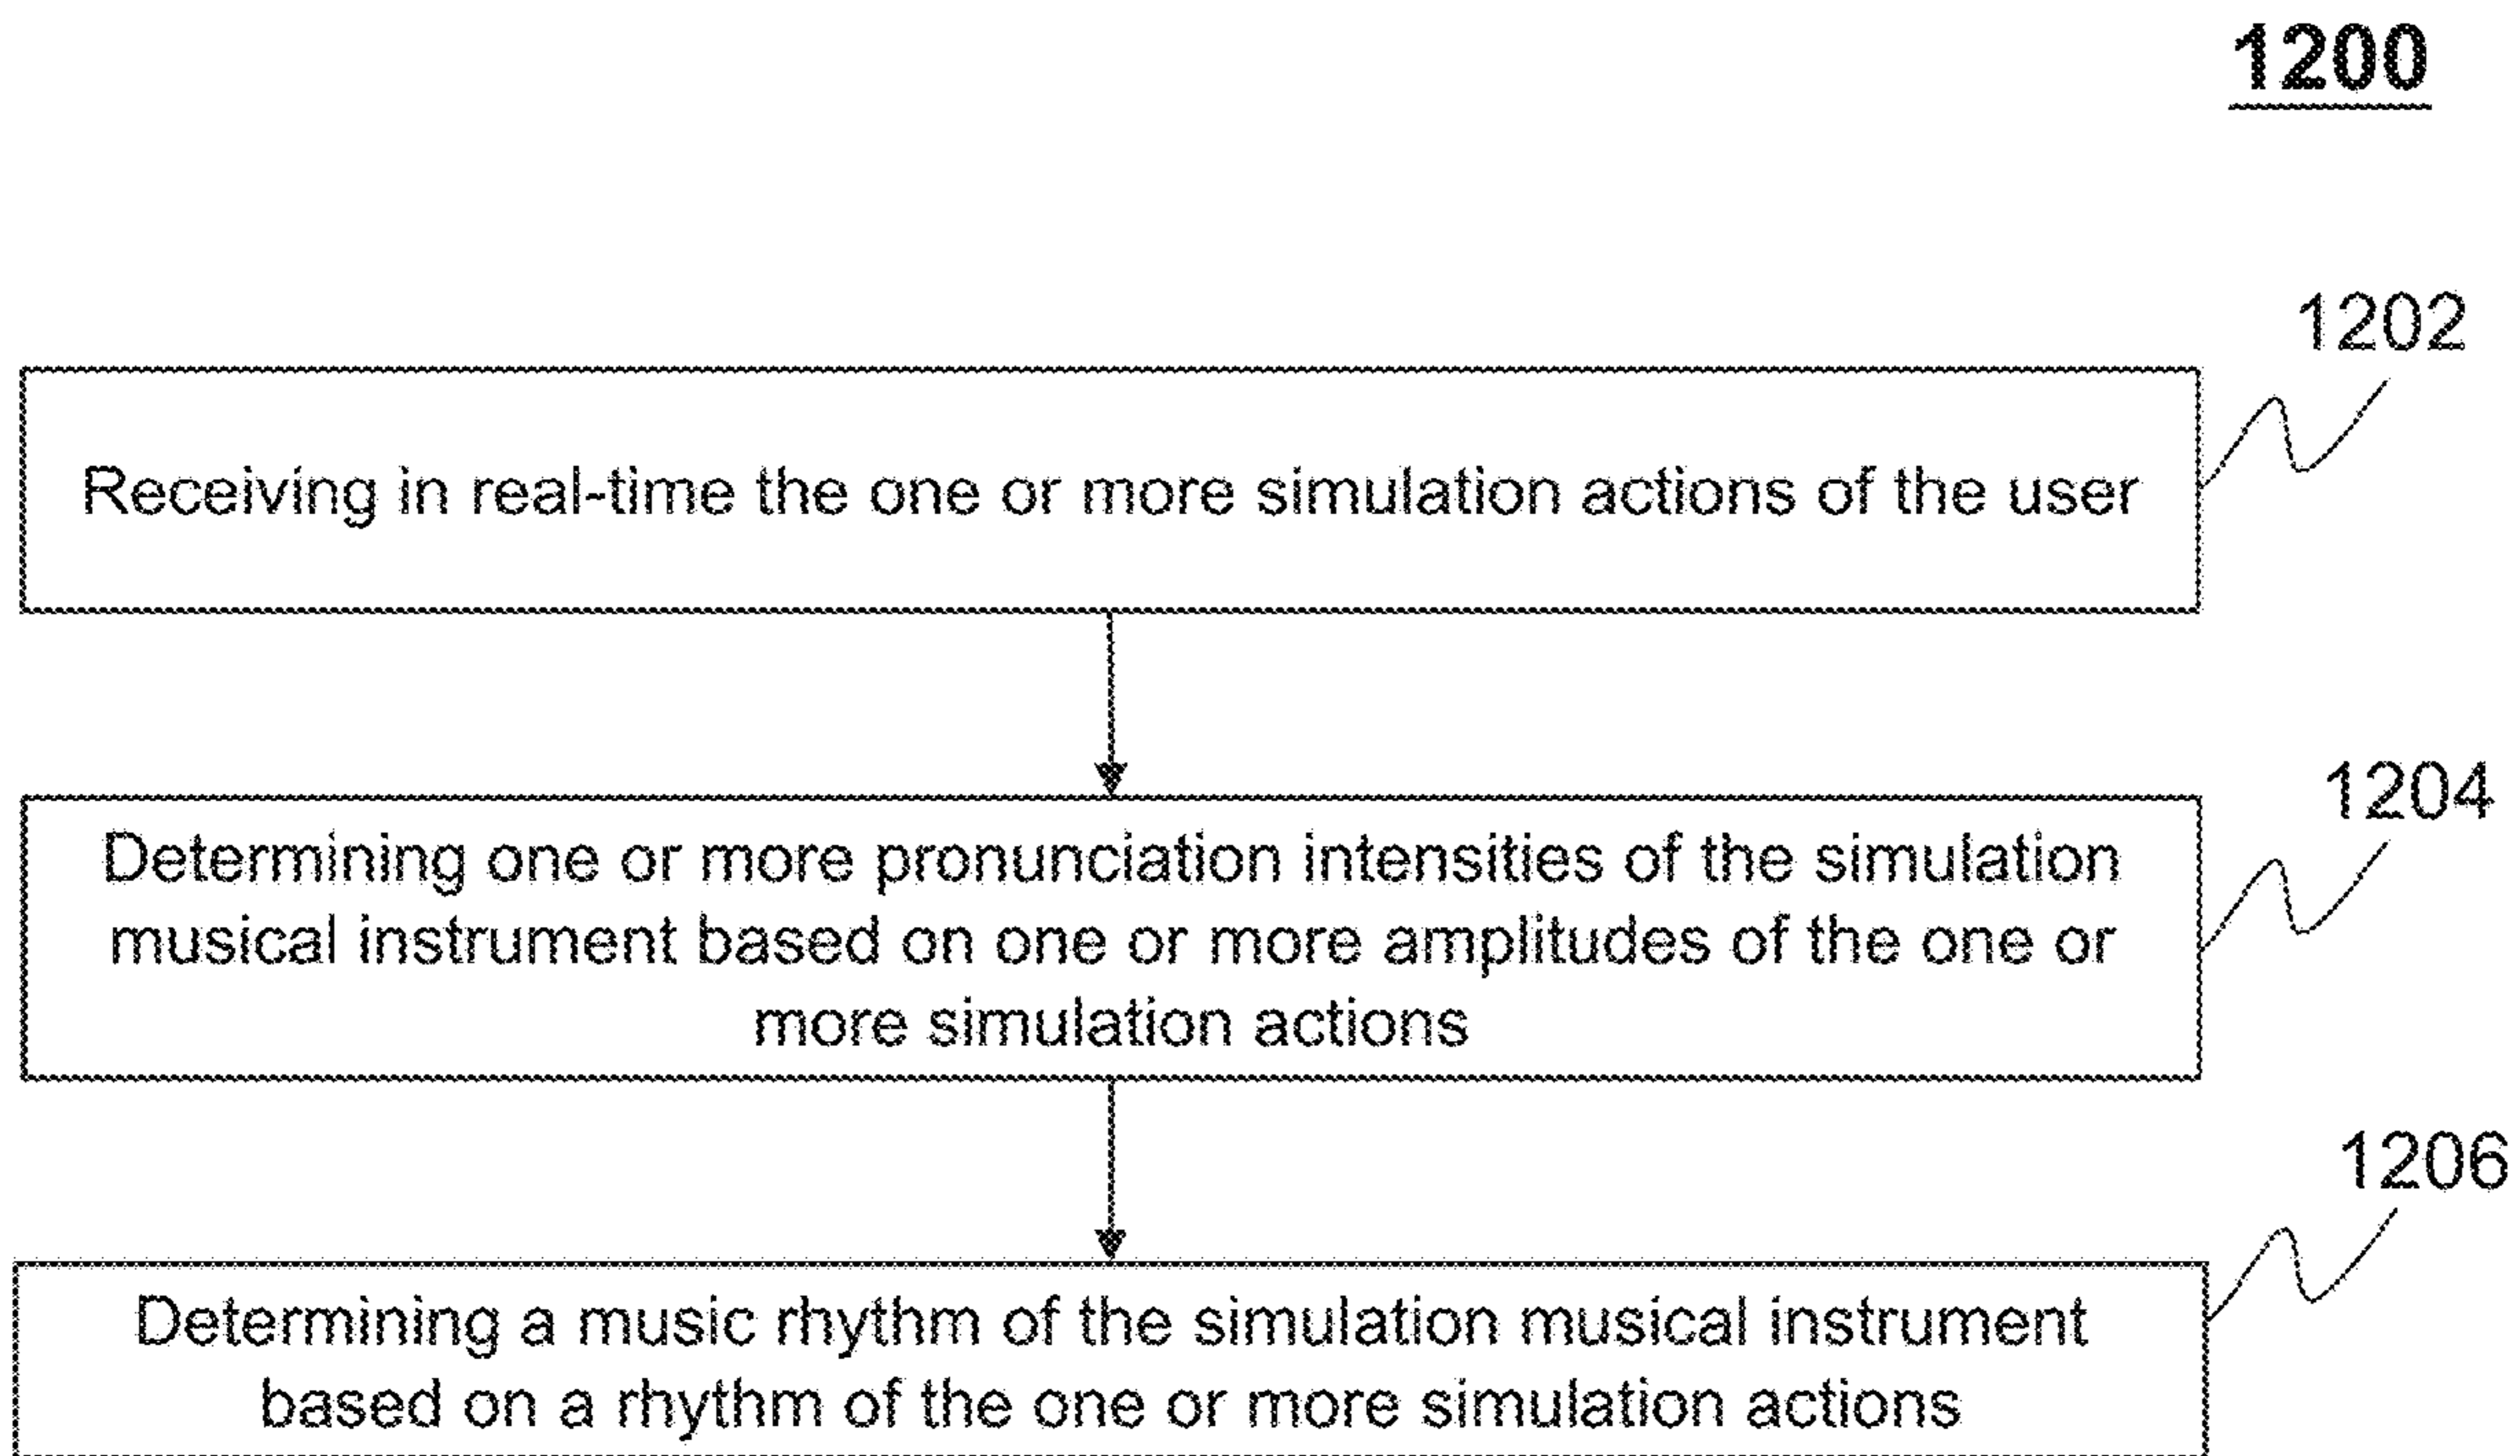 1200
1202
Receiving in real-time the one or more simulation actions of the user
1204
Determining one or more pronunciation intensities of the simulation
musical instrument based on one or more amplitudes of the one or
more simulation actions
1206
Determining a music rhythm of the simulation musical instrument
based on a rhythm of the one or more simulation actions